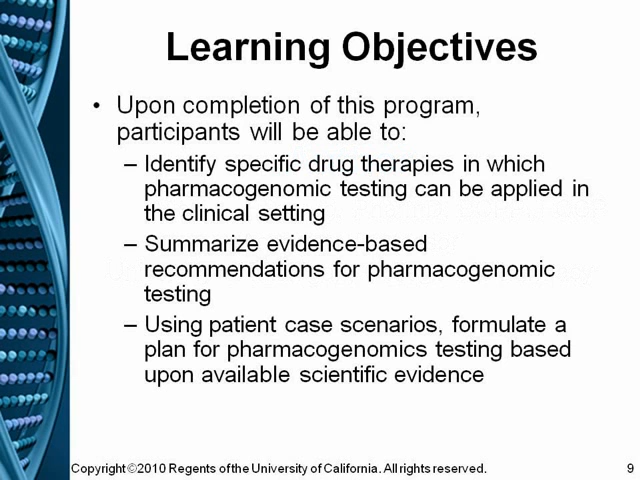 Learning Objectives
• Upon completion of this program,
participants will be able to:
– Identify specific drug therapies in which
pharmacogenomic testing can be applied in
the clinical setting
– Summarize evidence-based
recommendations for pharmacogenomic
testing
– Using patient case scenarios, formulate a
plan for pharmacogenomics testing based
upon available scientific evidence
Copyright ©2010 Regents of the University of California. All rights reserved. 9